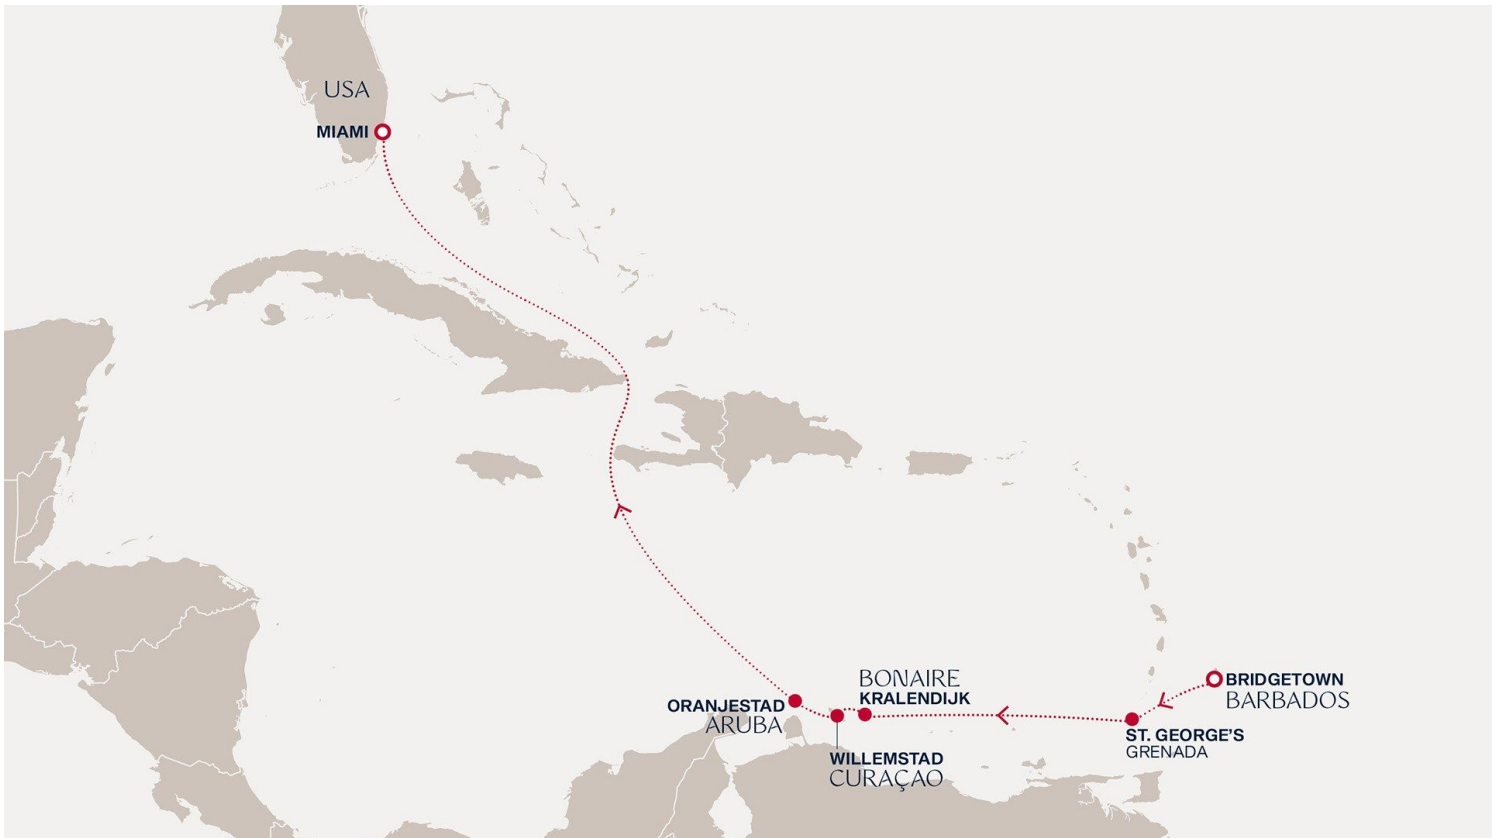 USA
MIAMI
BONAIRE
KRALENDIJK
BRIDGETOWN
BARBADOS
ORANJESTAD
ARUBA
ST. GEORGE'S
GRENADA
WILLEMSTAD
CURAÇAO